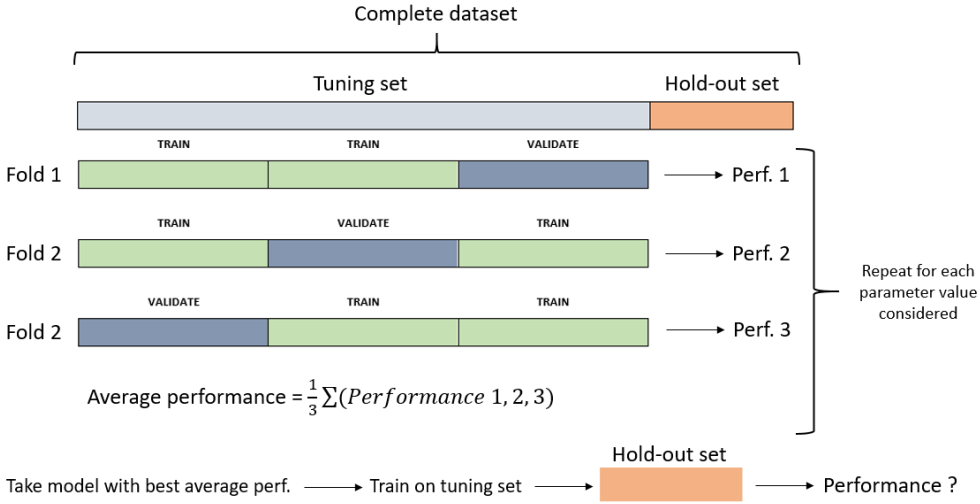 Complete dataset
Tuning set
Hold-out set
TRAIN TRAIN VALIDATE
Fold 1 Perf. 1
TRAIN VALIDATE TRAIN
Fold 2 Perf. 2
VALIDATE TRAIN TRAIN
Fold 2 Perf. 3
Repeat for each
parameter value
considered
Average performance = 1/3 ∑(Performance 1, 2, 3)
Hold-out set
Take model with best average perf. Train on tuning set Performance ?